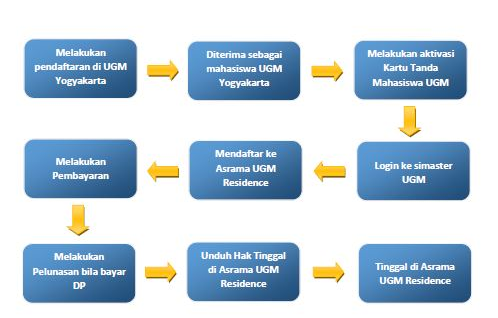 Melakukan
pendaftaran di UGM
Yogyakarta
Diterima sebagai
mahasiswa UGM
Yogyakarta
Melakukan aktivasi
Kartu Tanda
Mahasiswa UGM
Login ke simaster
UGM
Mendaftar ke
Asrama UGM
Residence
Melakukan
Pembayaran
Melakukan
Pelunasan bila bayar
DP
Unduh Hak Tinggal
di Asrama UGM
Residence
Tinggal di Asrama
UGM Residence